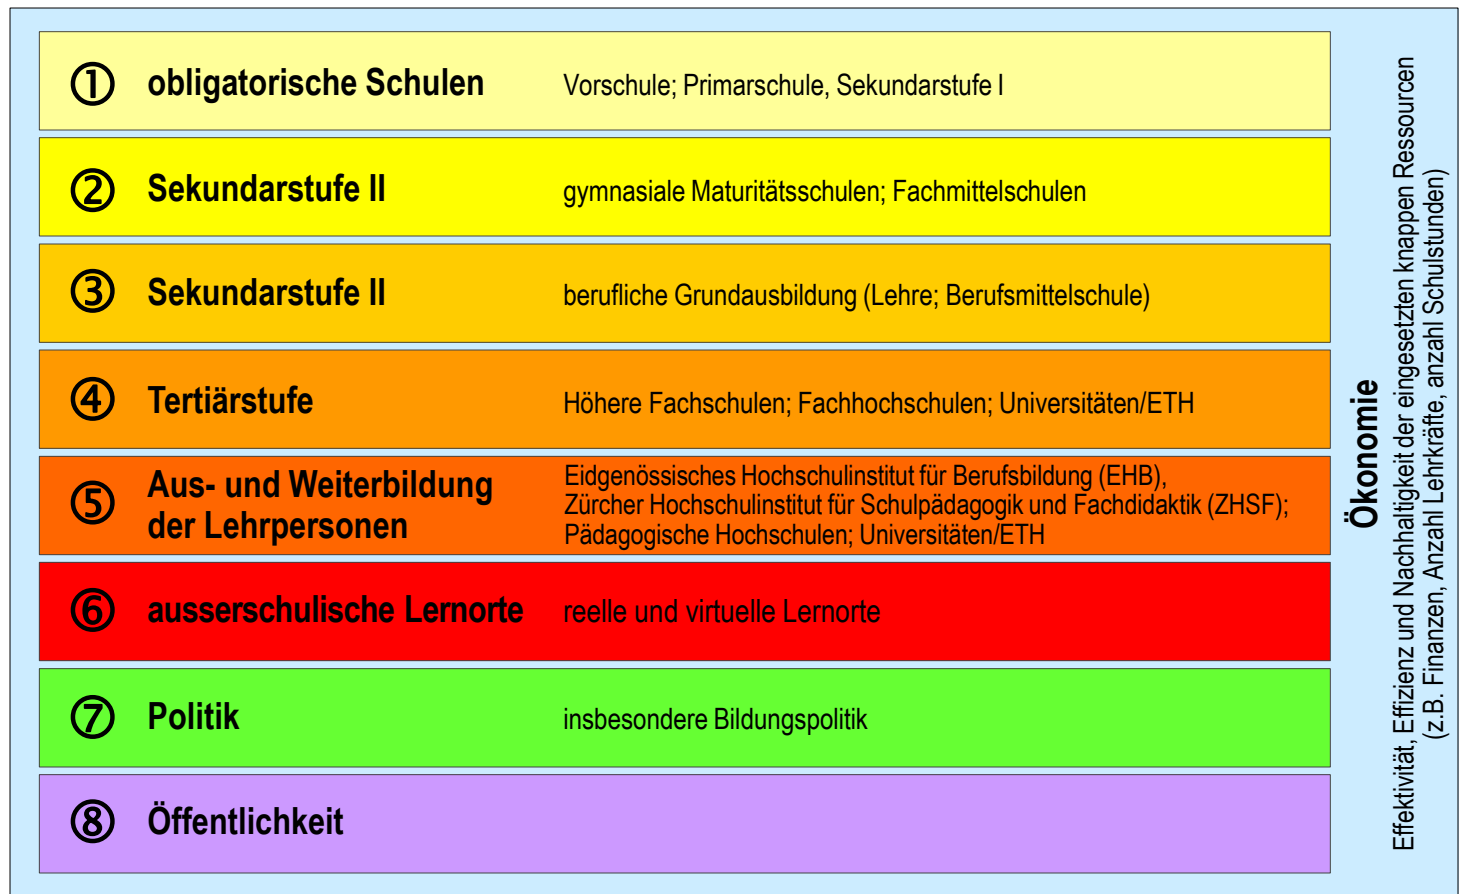 ① obligatorische Schulen Vorschule; Primarschule, Sekundarstufe I
② Sekundarstufe II gymnasiale Maturitätsschulen; Fachmittelschulen
③ Sekundarstufe II berufliche Grundausbildung (Lehre; Berufsmittelschule)
④ Tertiärstufe Höhere Fachschulen; Fachhochschulen; Universitäten/ETH
⑤ Aus- und Weiterbildung
der Lehrpersonen
Eidgenössisches Hochschulinstitut für Berufsbildung (EHB),
Zürcher Hochschulinstitut für Schulpädagogik und Fachdidaktik (ZHSF);
Pädagogische Hochschulen; Universitäten/ETH
⑥ ausserschulische Lernorte reelle und virtuelle Lernorte
⑦ Politik insbesondere Bildungspolitik
⑧ Öffentlichkeit
Ökonomie
Effektivität, Effizienz und Nachhaltigkeit der eingesetzten knappen Ressourcen
(z.B. Finanzen, Anzahl Lehrkräfte, anzahl Schulstunden)